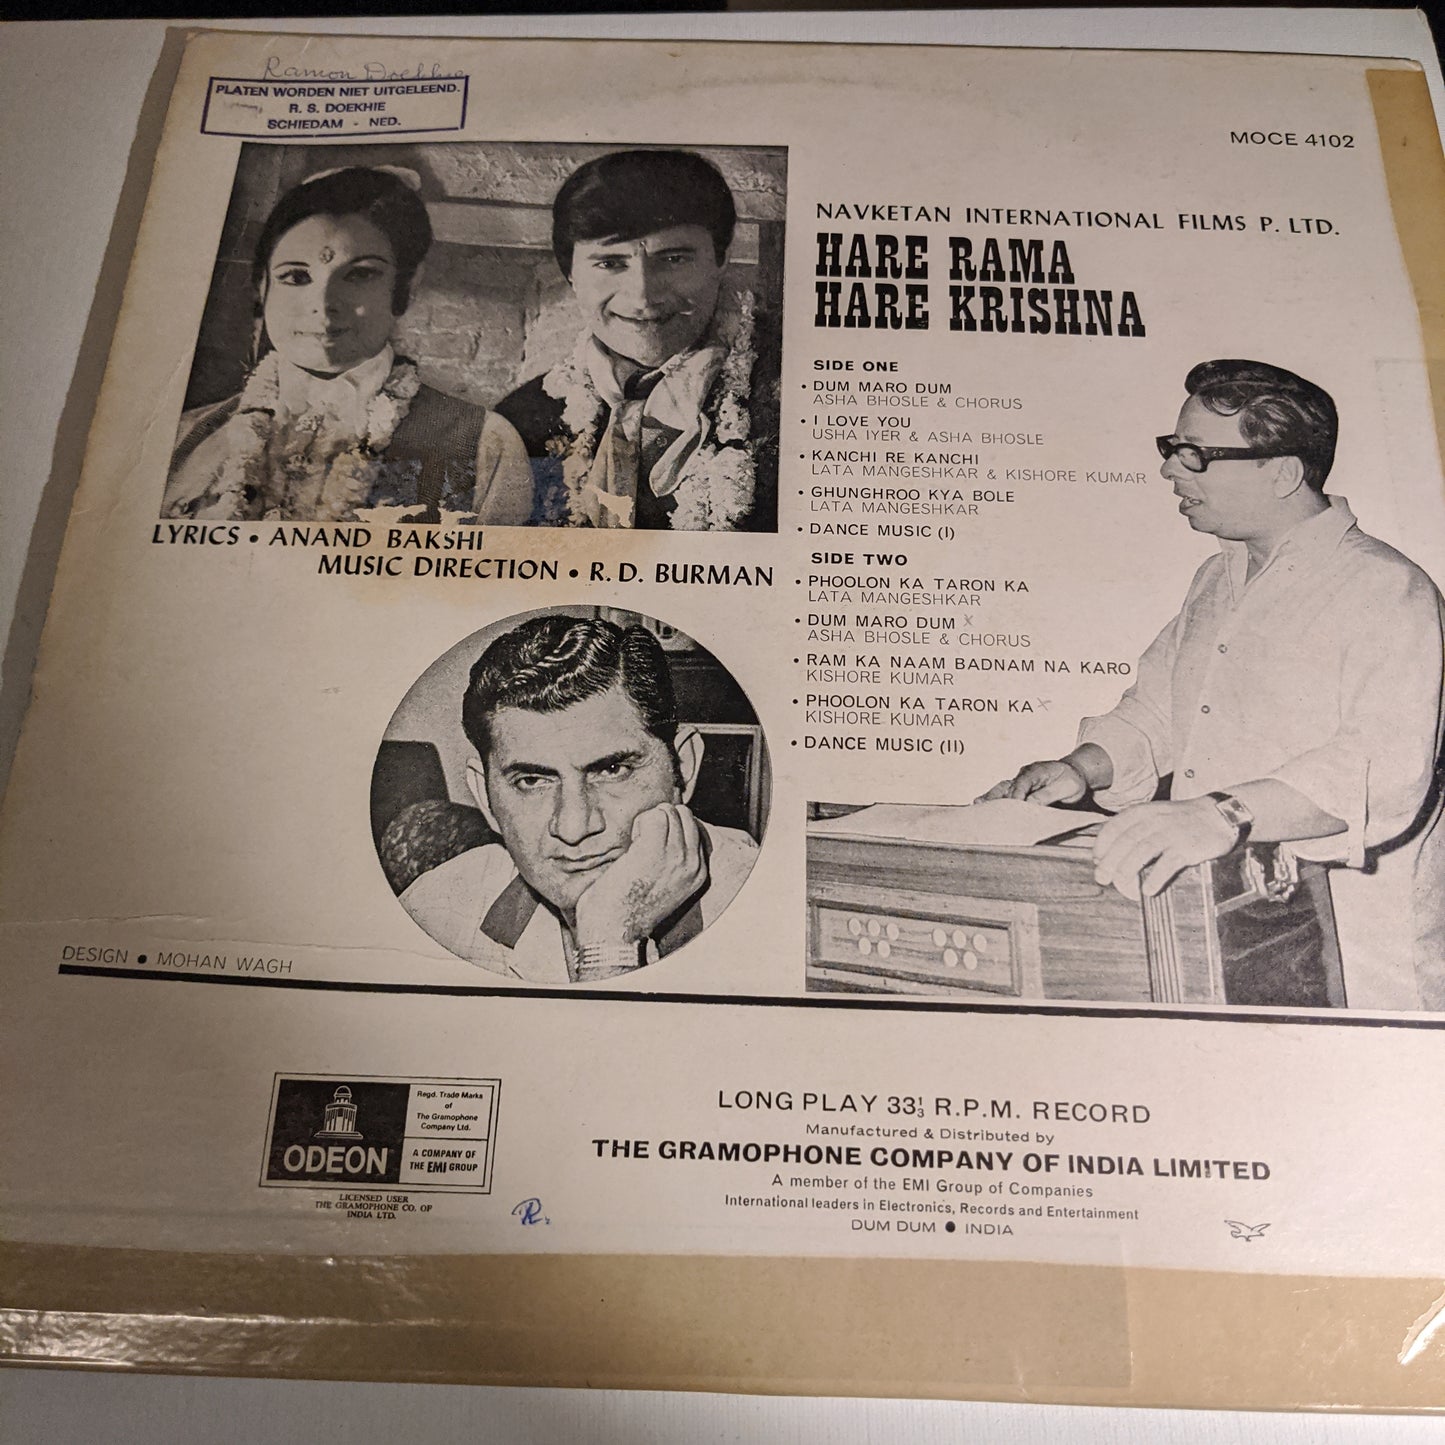 Ramon Doekhie
PLATEN WORDEN NIET UITGELEEND.
R. S. DOEKHIE
SCHIEDAM - NED.
MOCE 4102
NAVKETAN INTERNATIONAL FILMS P. LTD.
HARE RAMA
HARE KRISHNA
LYRICS • ANAND BAKSHI
MUSIC DIRECTION • R. D. BURMAN
SIDE ONE
• DUM MARO DUM
ASHA BHOSLE & CHORUS
• I LOVE YOU
USHA IYER & ASHA BHOSLE
• KANCHI RE KANCHI
LATA MANGESHKAR & KISHORE KUMAR
• GHUNGHROO KYA BOLE
LATA MANGESHKAR
• DANCE MUSIC (I)
SIDE TWO
• PHOOLON KA TARON KA
LATA MANGESHKAR
• DUM MARO DUM x
ASHA BHOSLE & CHORUS
• RAM KA NAAM BADNAM NA KARO
KISHORE KUMAR
• PHOOLON KA TARON KA x
KISHORE KUMAR
• DANCE MUSIC (II)
DESIGN • MOHAN WAGH
ODEON
Regd. Trade Marks
of
The Gramophone
Company Ltd.
A COMPANY OF
THE EMI GROUP
LICENSED USER
THE GRAMOPHONE CO. OF
INDIA LTD.
R.
LONG PLAY 33⅓ R.P.M. RECORD
Manufactured & Distributed by
THE GRAMOPHONE COMPANY OF INDIA LIMITED
A member of the EMI Group of Companies
International leaders in Electronics, Records and Entertainment
DUM DUM • INDIA